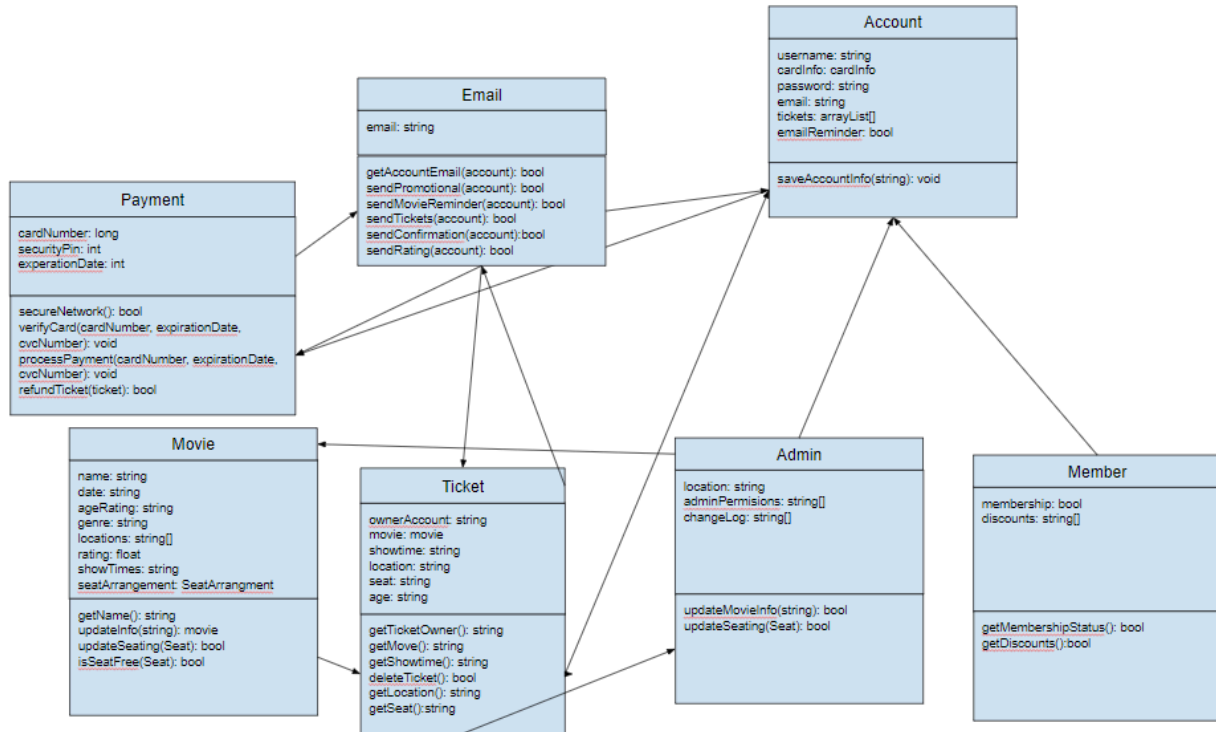 Account
username: string
cardInfo: cardInfo
password: string
email: string
tickets: arrayList[]
emailReminder: bool
saveAccountInfo(string): void
Email
email: string
getAccountEmail(account): bool
sendPromotional(account): bool
sendMovieReminder(account): bool
sendTickets(account): bool
sendConfirmation(account):bool
sendRating(account): bool
Payment
cardNumber: long
securityPin: int
experationDate: int
secureNetwork(): bool
verifyCard(cardNumber, expirationDate,
cvcNumber): void
processPayment(cardNumber, expirationDate,
cvcNumber): void
refundTicket(ticket): bool
Movie
name: string
date: string
ageRating: string
genre: string
locations: string[]
rating: float
showTimes: string
seatArrangement: SeatArrangment
getName(): string
updateInfo(string): movie
updateSeating(Seat): bool
isSeatFree(Seat): bool
Ticket
ownerAccount: string
movie: movie
showtime: string
location: string
seat: string
age: string
getTicketOwner(): string
getMove(): string
getShowtime(): string
deleteTicket(): bool
getLocation(): string
getSeat():string
Admin
location: string
adminPermisions: string[]
changeLog: string[]
updateMovieInfo(string): bool
updateSeating(Seat): bool
Member
membership: bool
discounts: string[]
getMembershipStatus(): bool
getDiscounts():bool